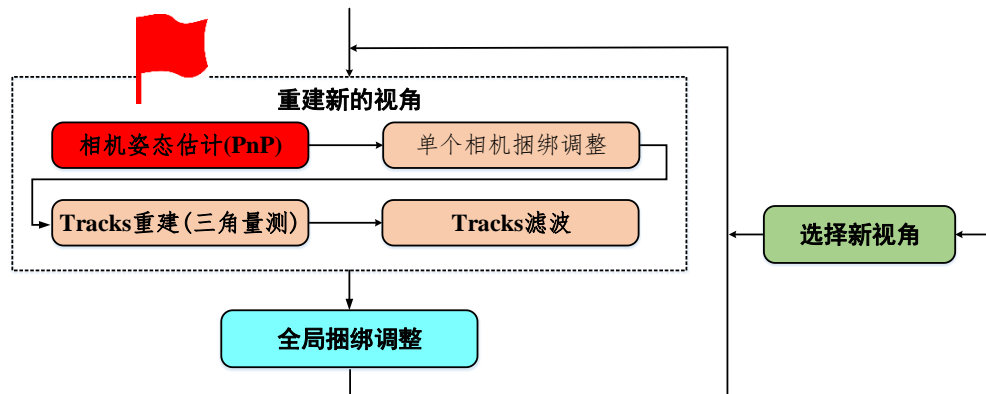 重建新的视角
相机姿态估计(PnP)
单个相机捆绑调整
Tracks重建(三角量测)
Tracks滤波
选择新视角
全局捆绑调整